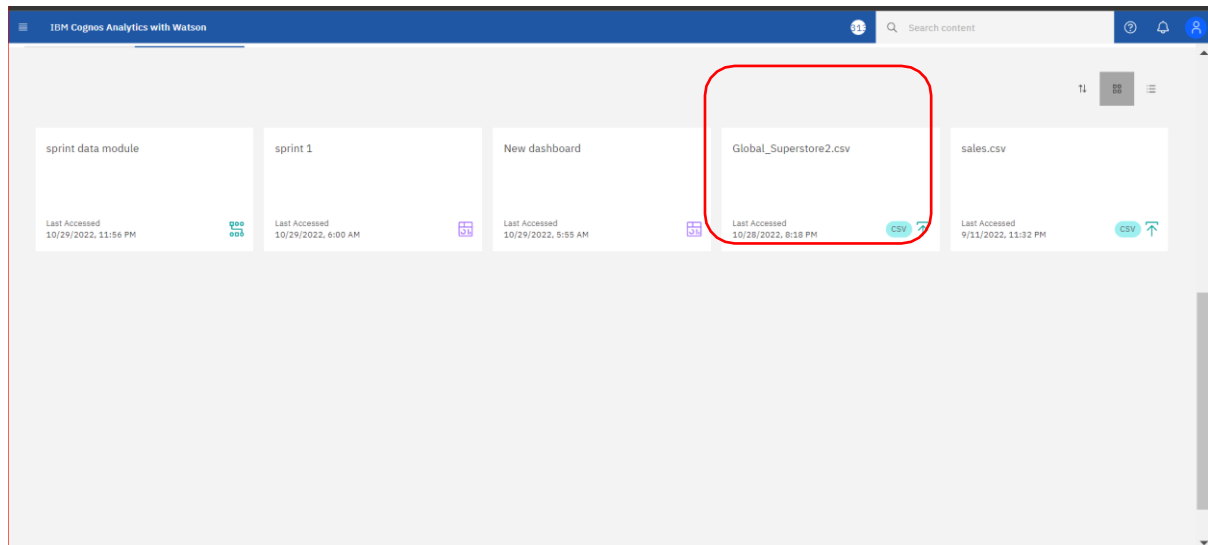 IBM Cognos Analytics with Watson
Search content
sprint data module
Last Accessed
10/29/2022, 11:56 PM
sprint 1
Last Accessed
10/29/2022, 6:00 AM
New dashboard
Last Accessed
10/29/2022, 5:55 AM
Global_Superstore2.csv
Last Accessed
10/28/2022, 8:18 PM
CSV
sales.csv
Last Accessed
9/11/2022, 11:32 PM
CSV